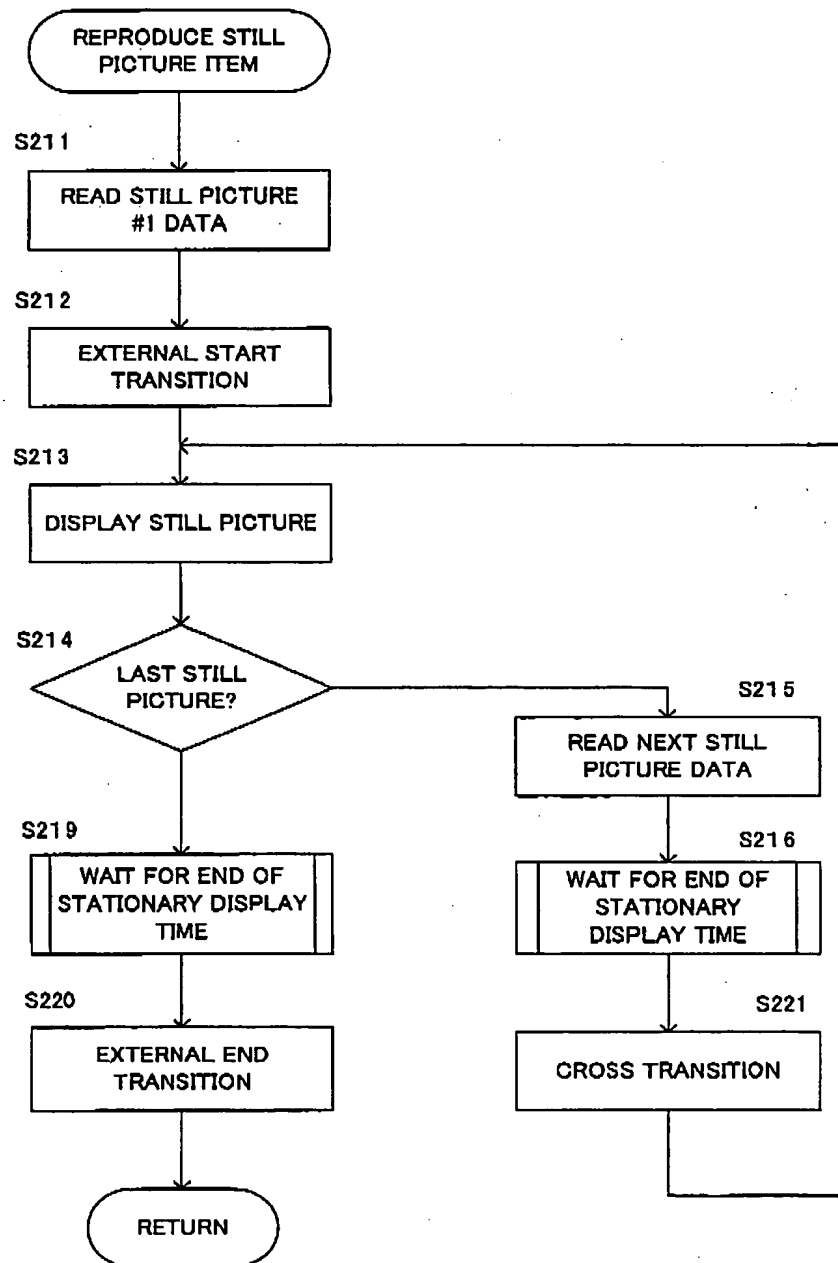 REPRODUCE STILL
PICTURE ITEM
S211
READ STILL PICTURE
#1 DATA
S212
EXTERNAL START
TRANSITION
S213
DISPLAY STILL PICTURE
S214
LAST STILL
PICTURE?
S215
READ NEXT STILL
PICTURE DATA
S219
WAIT FOR END OF
STATIONARY DISPLAY
TIME
S216
WAIT FOR END OF
STATIONARY
DISPLAY TIME
S220
EXTERNAL END
TRANSITION
S221
CROSS TRANSITION
RETURN